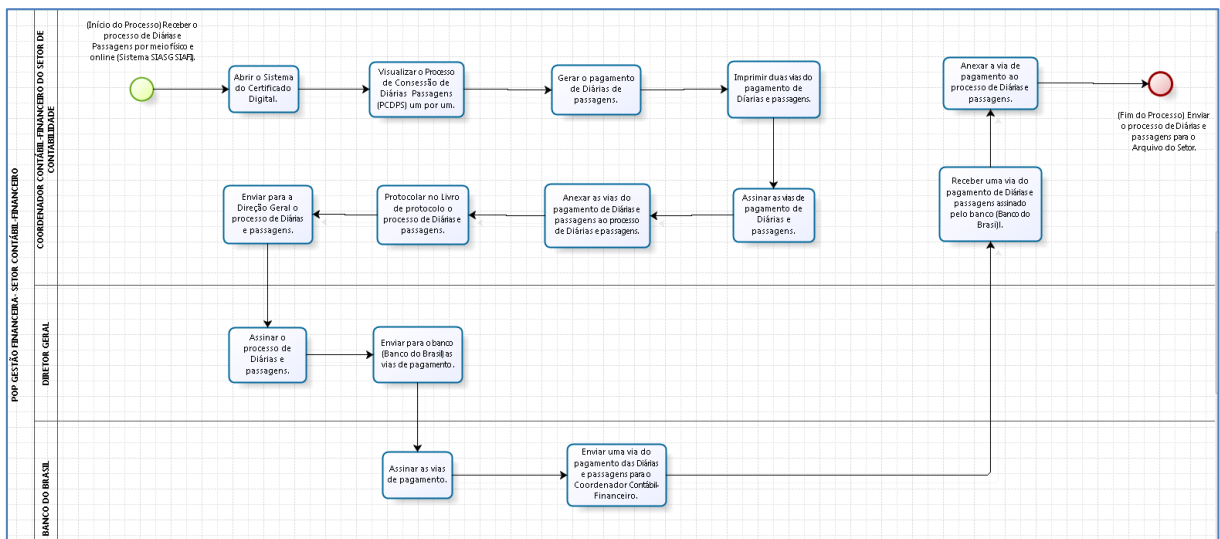 POP GESTÃO FINANCEIRA- SETOR CONTÁBIL-FINANCEIRO
COORDENADOR CONTÁBIL-FINANCEIRO DO SETOR DE
CONTABILIDADE
(Início do Processo) Receber o
processo de Diárias e
Passagens por meio físico e
online (Sistema SIASG SIAFI).
Abrir o Sistema
do Certificado
Digital.
Visualizar o Processo
de Consessão de
Diárias Passagens
(PCDPS) um por um.
Gerar o pagamento
de Diárias de
passagens.
Imprimir duas vias do
pagamento de
Díarias e passagens.
Assinar as vias de
pagamento de
Diárias e
passagens.
Anexar as vias do
pagamento de Diárias e
passagens ao processo
de Diárias e passagens.
Protocolar no Livro
de protocolo o
processo de Diárias e
passagens.
Enviar para a
Direção Geral o
processo de Diárias
e passagens.
DIRETOR GERAL
Assinar o
processo de
Diárias e
passagens.
Enviar para o banco
(Banco do Brasil) as
vias de pagamento.
BANCO DO BRASIL
Assinar as vias
de pagamento.
Enviar uma via do
pagamento das Diárias
e passagens para o
Coordenador Contábil-
Financeiro.
Receber uma via do
pagamento de Diárias e
passagens assinado
pelo banco (Banco do
Brasil).
Anexar a via de
pagamento ao
processo de Diárias e
passagens.
(Fim do Processo) Enviar
o processo de Diárias e
passagens para o
Arquivo do Setor.